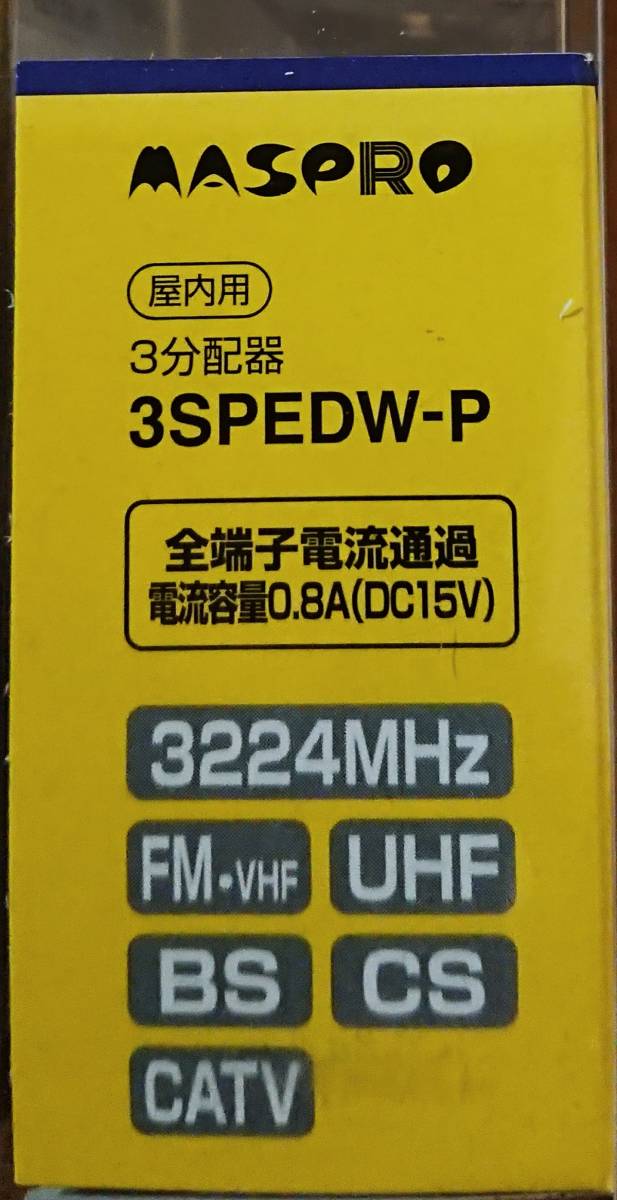 MASPRO
屋内用
3分配器
3SPEDW-P
全端子電流通過
電流容量0.8A(DC15V)
3224MHz
FM・VHF UHF
BS CS
CATV